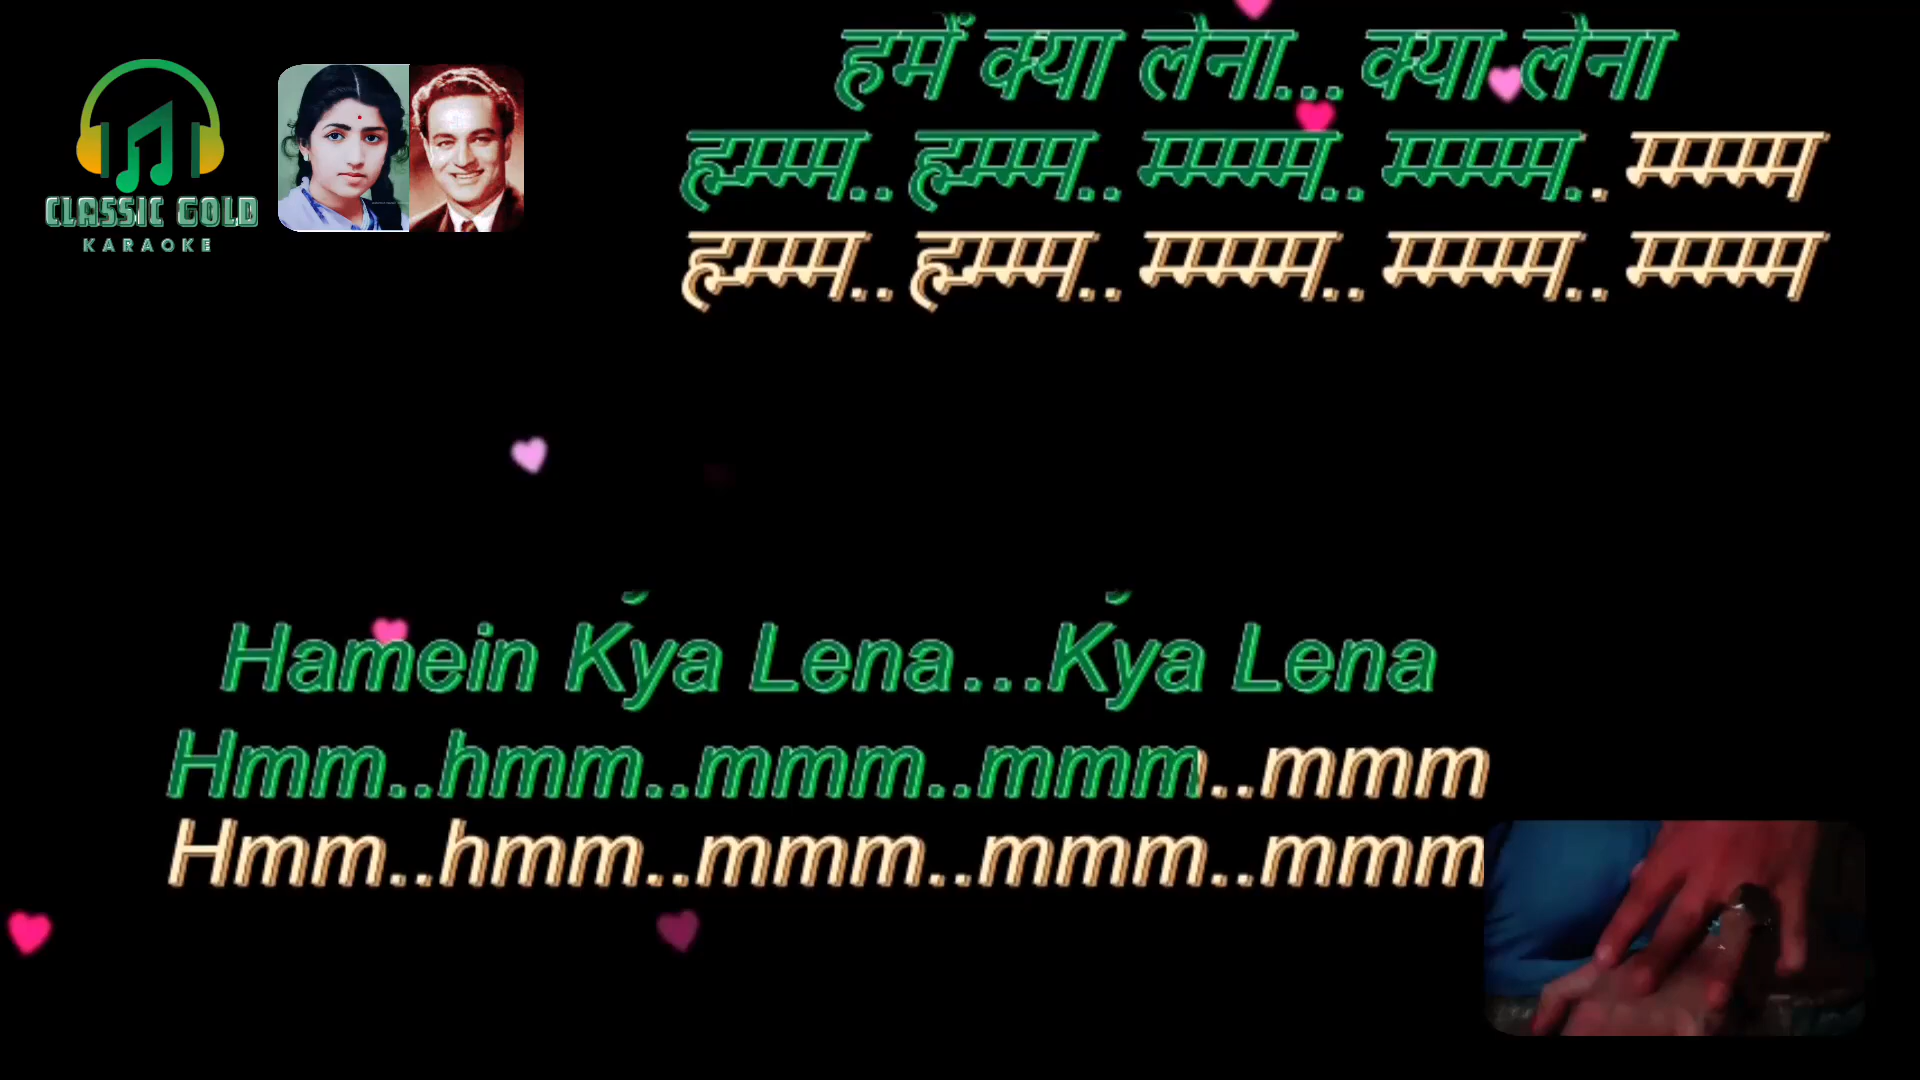 CLASSIC GOLD
KARAOKE
हमें क्या लेना... क्या लेना
ह्म्म्म.. ह्म्म्म.. म्म्म्म.. म्म्म्म.. म्म्म्म
ह्म्म्म.. ह्म्म्म.. म्म्म्म.. म्म्म्म.. म्म्म्म
Hamein Kya Lena...Kya Lena
Hmm..hmm..mmm..mmm..mmm
Hmm..hmm..mmm..mmm..mmm